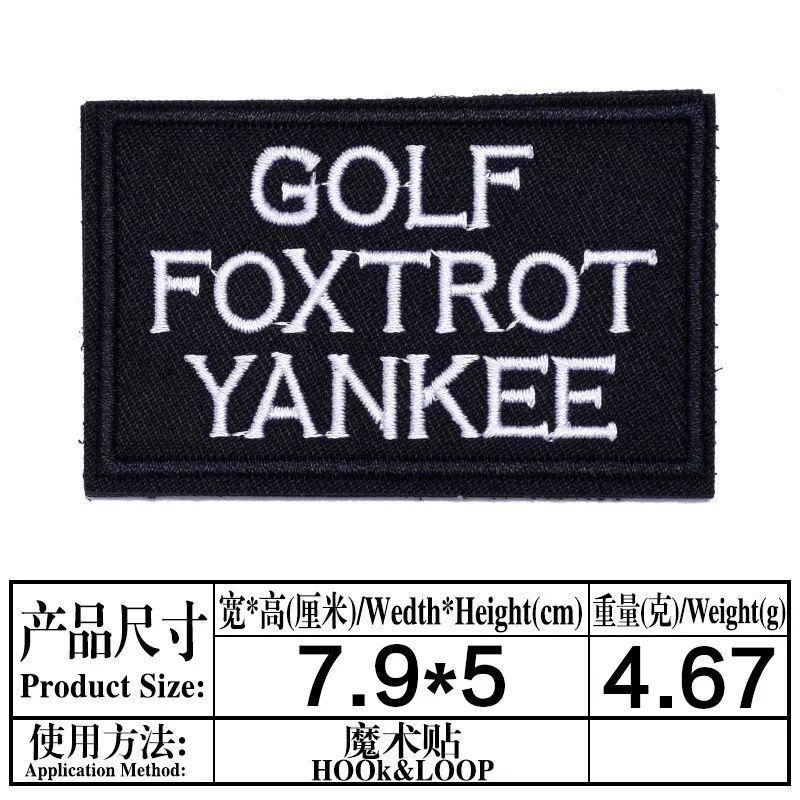 GOLF
FOXTROT
YANKEE
产品尺寸
Product Size:
宽*高(厘米)/Wedth*Height(cm)
7.9*5
重量(克)/Weight(g)
4.67
使用方法:
Application Method:
魔术贴
HOOk&LOOP